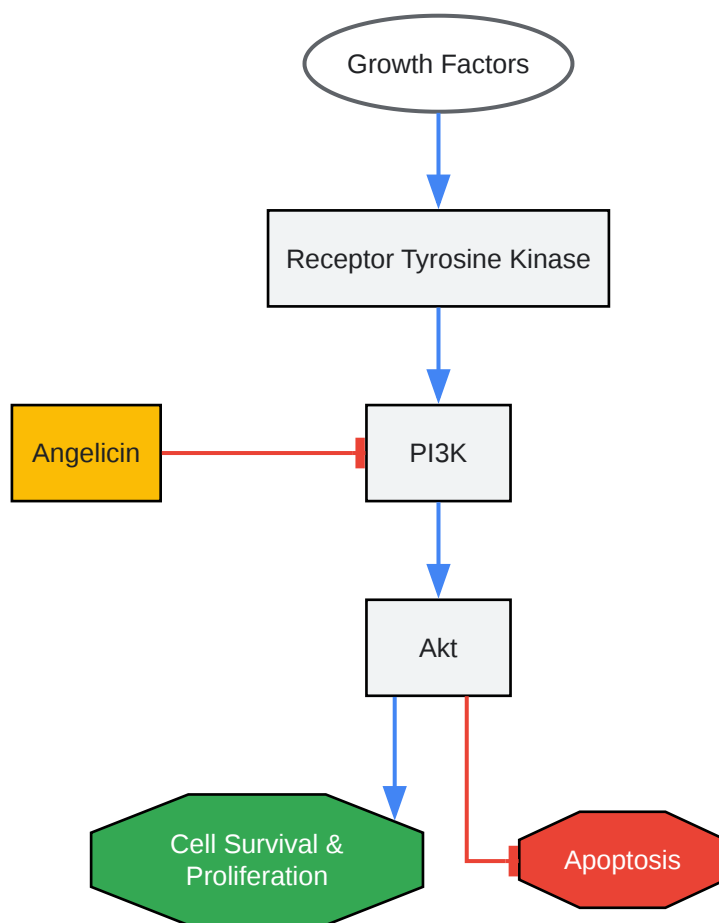 Growth Factors
Receptor Tyrosine Kinase
Angelicin
PI3K
Akt
Cell Survival &
Proliferation
Apoptosis